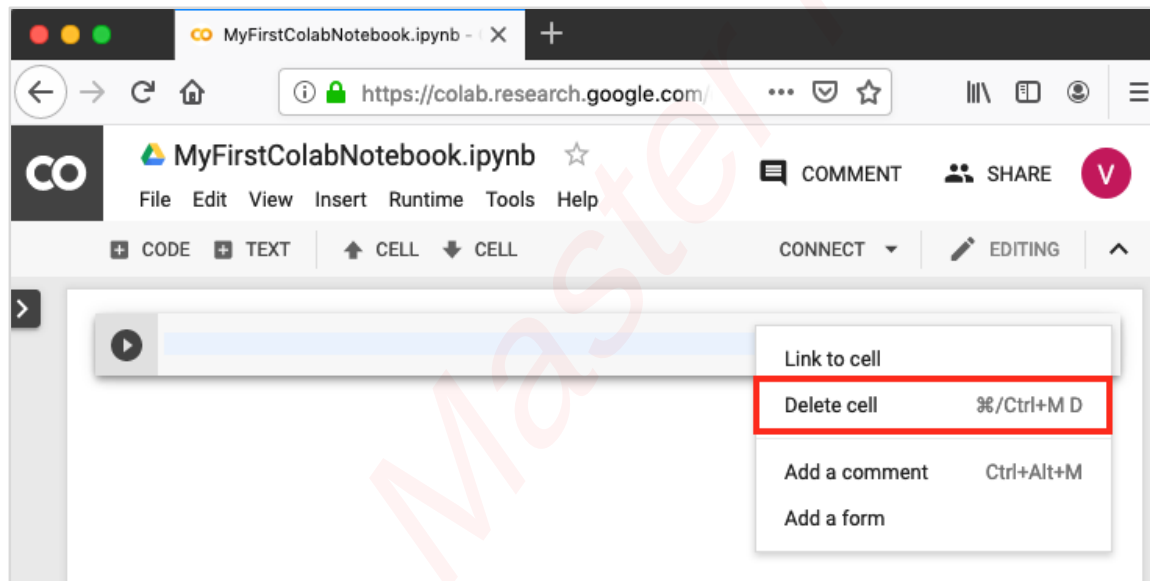 MyFirstColabNotebook.ipynb -
https://colab.research.google.com/
CO MyFirstColabNotebook.ipynb COMMENT SHARE V
File Edit View Insert Runtime Tools Help
CODE TEXT CELL CELL CONNECT EDITING
Link to cell
Delete cell ⌘/Ctrl+M D
Add a comment Ctrl+Alt+M
Add a form
Master